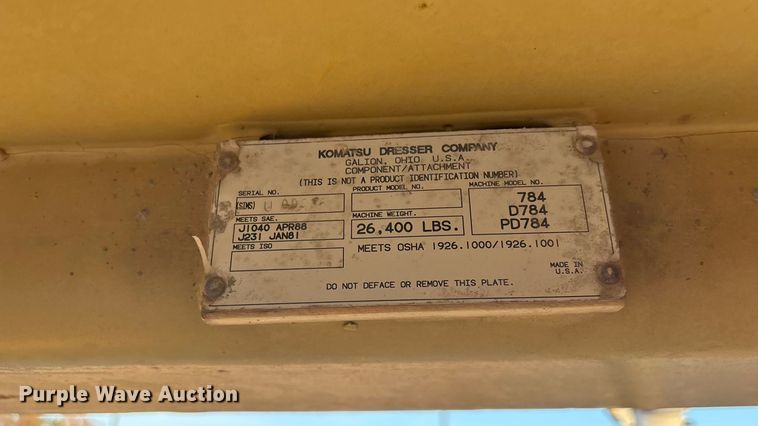 KOMATSU DRESSER COMPANY
GALION, OHIO U.S.A.
COMPONENT/ATTACHMENT
(THIS IS NOT A PRODUCT IDENTIFICATION NUMBER)
SERIAL NO.
(SIMS)
PRODUCT MODEL NO.
MACHINE MODEL NO.
784
D784
PD784
MEETS SAE.
J1040 APR88
J231 JAN81
MACHINE WEIGHT.
26,400 LBS.
MEETS ISO
MEETS OSHA 1926.1000/1926.1001
MADE IN
U.S.A.
DO NOT DEFACE OR REMOVE THIS PLATE.
Purple Wave Auction